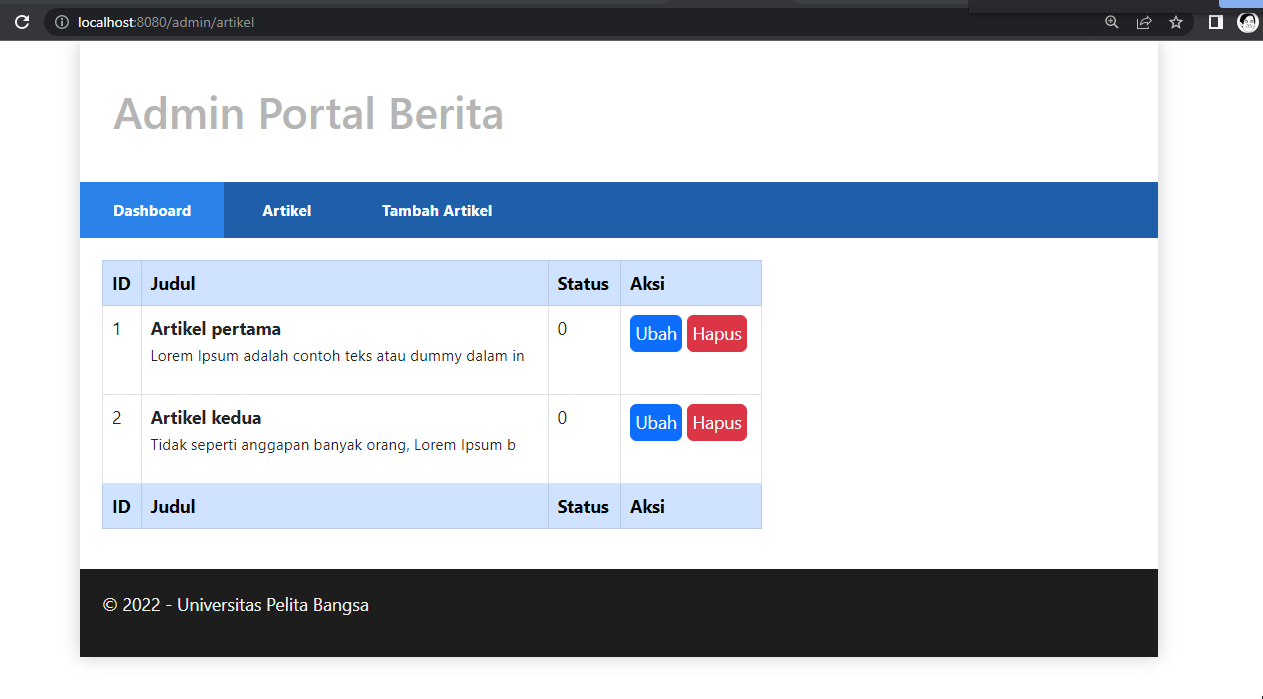 localhost:8080/admin/artikel
Admin Portal Berita
Dashboard Artikel Tambah Artikel
ID Judul Status Aksi
1 Artikel pertama 0 Ubah Hapus
Lorem Ipsum adalah contoh teks atau dummy dalam in
2 Artikel kedua 0 Ubah Hapus
Tidak seperti anggapan banyak orang, Lorem Ipsum b
ID Judul Status Aksi
© 2022 - Universitas Pelita Bangsa